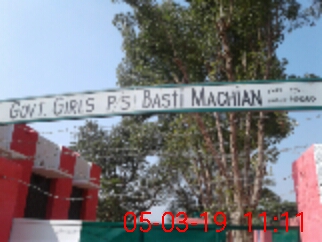 GOVT. GIRLS P/S BASTI MACHIAN
05-03-19 11:11